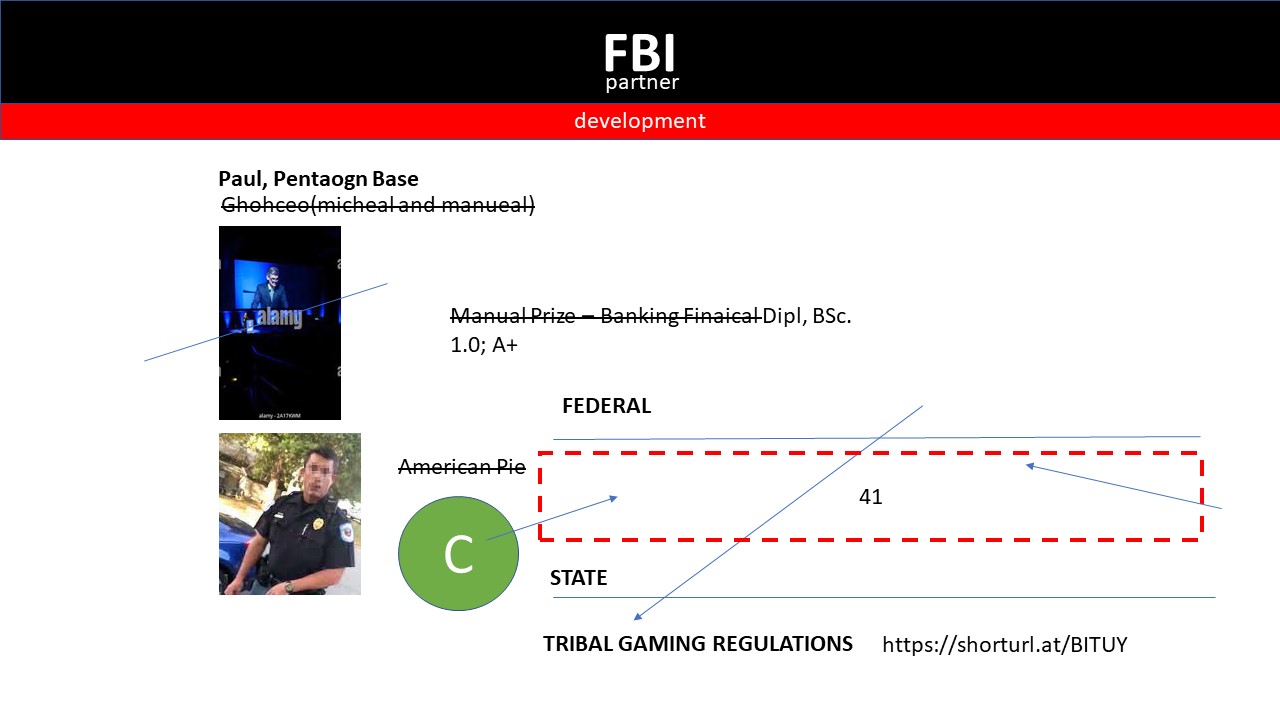 FBI
partner
development
Paul, Pentaogn Base
Ghohceo(micheal and manueal)
alamy
alamy - 2A17KWM
Manual Prize – Banking Finaical Dipl, BSc.
1.0; A+
FEDERAL
American Pie
41
C
STATE
TRIBAL GAMING REGULATIONS https://shorturl.at/BITUY